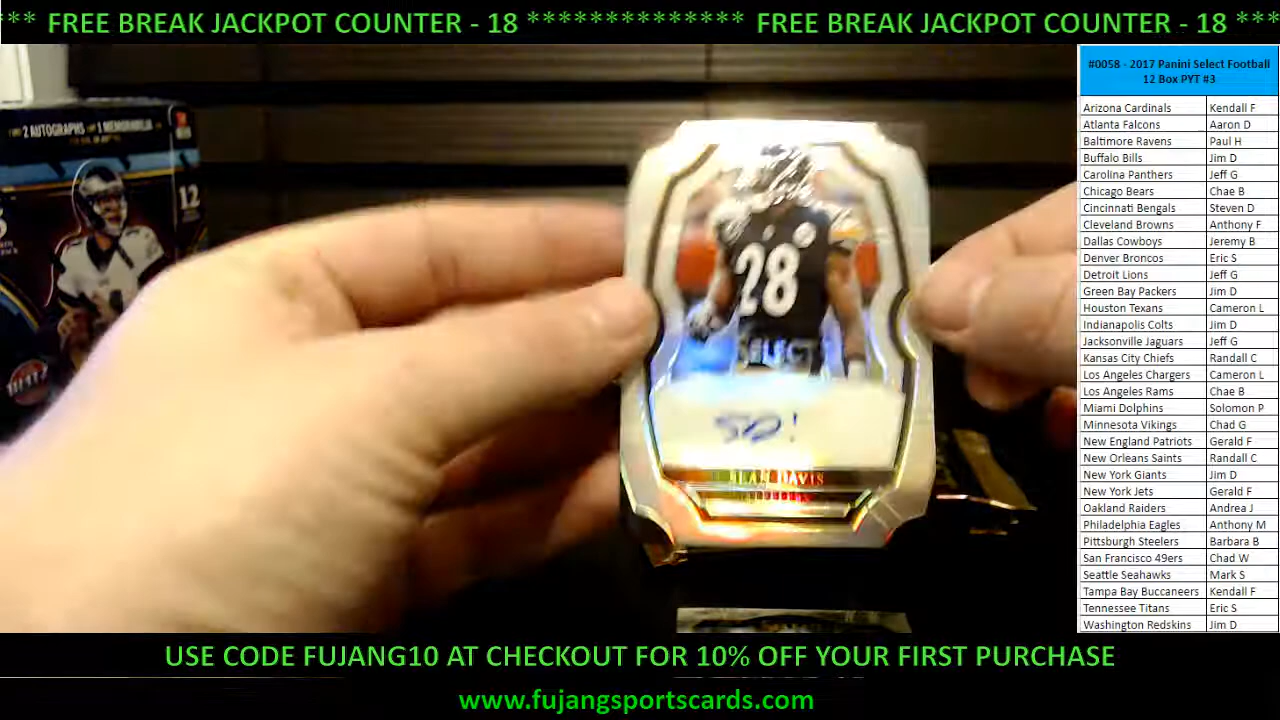 *** FREE BREAK JACKPOT COUNTER - 18 ************** FREE BREAK JACKPOT COUNTER - 18 ***
#0058 - 2017 Panini Select Football
12 Box PYT #3
Arizona Cardinals Kendall F
Atlanta Falcons Aaron D
Baltimore Ravens Paul H
Buffalo Bills Jim D
Carolina Panthers Jeff G
Chicago Bears Chae B
Cincinnati Bengals Steven D
Cleveland Browns Anthony F
Dallas Cowboys Jeremy B
Denver Broncos Eric S
Detroit Lions Jeff G
Green Bay Packers Jim D
Houston Texans Cameron L
Indianapolis Colts Jim D
Jacksonville Jaguars Jeff G
Kansas City Chiefs Randall C
Los Angeles Chargers Cameron L
Los Angeles Rams Chae B
Miami Dolphins Solomon P
Minnesota Vikings Chad G
New England Patriots Gerald F
New Orleans Saints Randall C
New York Giants Jim D
New York Jets Gerald F
Oakland Raiders Andrea J
Philadelphia Eagles Anthony M
Pittsburgh Steelers Barbara B
San Francisco 49ers Chad W
Seattle Seahawks Mark S
Tampa Bay Buccaneers Kendall F
Tennessee Titans Eric S
Washington Redskins Jim D
2 AUTOGRAPHS 1 MEMORABILIA
12
28
SELECT
SEAN DAVIS
USE CODE FUJANG10 AT CHECKOUT FOR 10% OFF YOUR FIRST PURCHASE
www.fujangsportscards.com